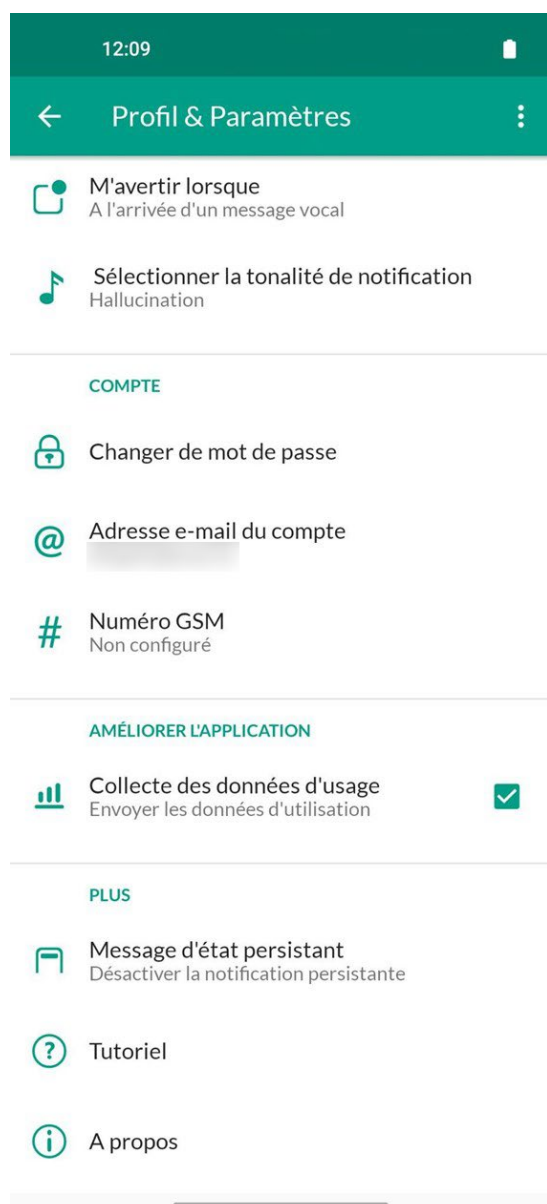 12:09
Profil & Paramètres
M'avertir lorsque
A l'arrivée d'un message vocal
Sélectionner la tonalité de notification
Hallucination
COMPTE
Changer de mot de passe
Adresse e-mail du compte
Numéro GSM
Non configuré
AMÉLIORER L'APPLICATION
Collecte des données d'usage
Envoyer les données d'utilisation
PLUS
Message d'état persistant
Désactiver la notification persistante
Tutoriel
A propos